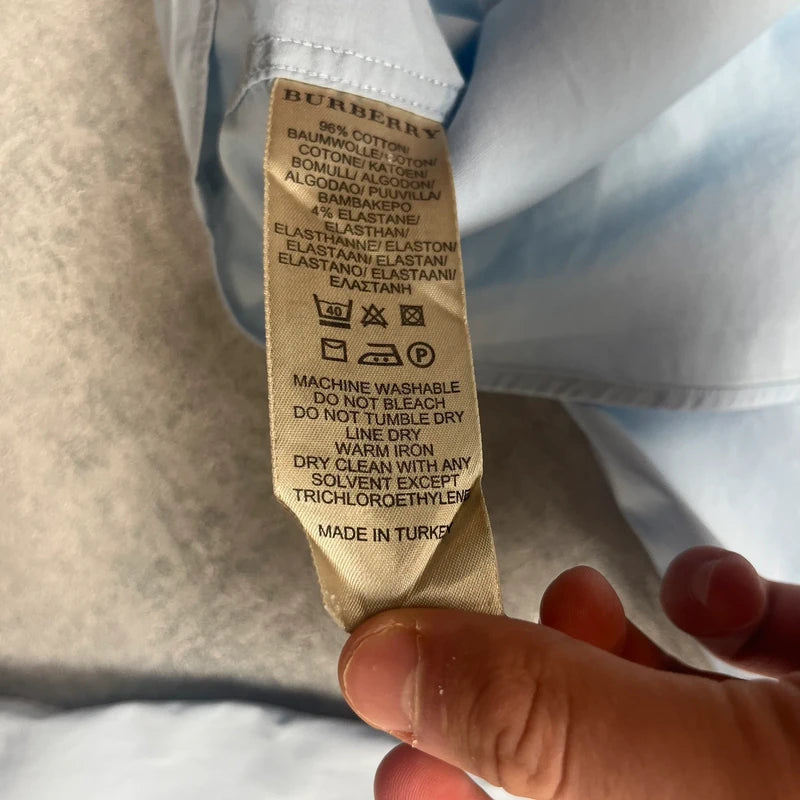 BURBERRY
96% COTTON/
BAUMWOLLE/COTON/
COTONE/ KATOEN/
BOMULL/ ALGODON/
ALGODAO/ PUUVILLA/
BAMBAKEPO
4% ELASTANE/
ELASTHAN/
ELASTHANNE/ ELASTON/
ELASTAAN/ ELASTAN/
ELASTANO/ ELASTAANI/
ΕΛΑΣΤΑΝΗ
40
P
MACHINE WASHABLE
DO NOT BLEACH
DO NOT TUMBLE DRY
LINE DRY
WARM IRON
DRY CLEAN WITH ANY
SOLVENT EXCEPT
TRICHLOROETHYLENE
MADE IN TURKEY